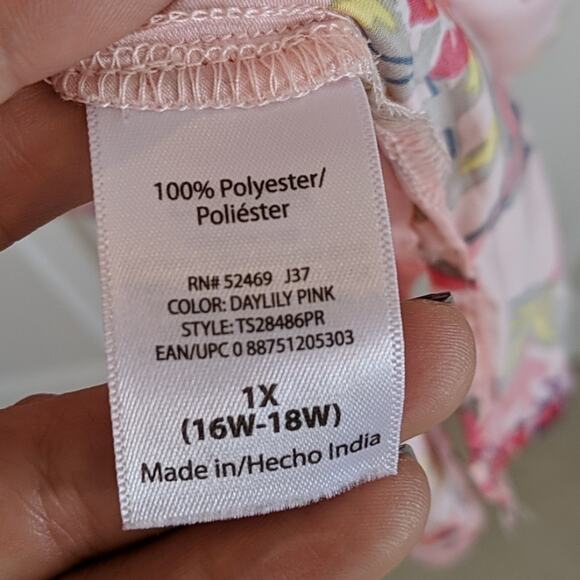 100% Polyester/
Poliéster
RN# 52469 J37
COLOR: DAYLILY PINK
STYLE: TS28486PR
EAN/UPC 0 88751205303
1X
(16W-18W)
Made in/Hecho India